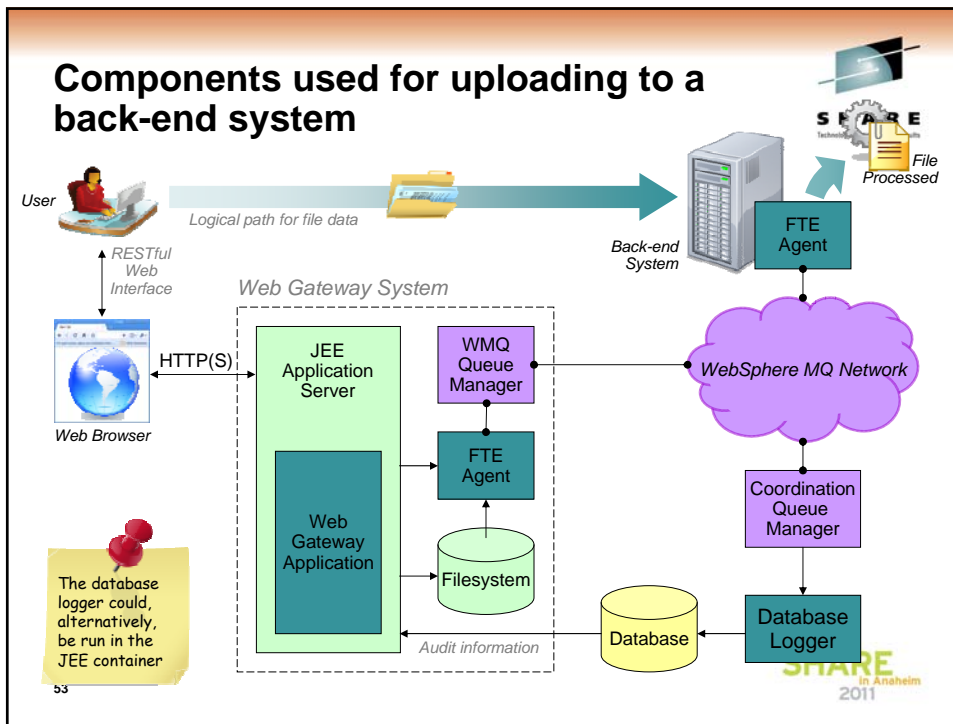 Components used for uploading to a
back-end system
SHARE
File
Processed
User
Logical path for file data
Back-end
System
FTE
Agent
RESTful
Web
Interface
Web Gateway System
HTTP(S)
JEE
Application
Server
WMQ
Queue
Manager
WebSphere MQ Network
Web Browser
FTE
Agent
Web
Gateway
Application
Filesystem
Coordination
Queue
Manager
The database
logger could,
alternatively,
be run in the
JEE container
Audit information
Database
Database
Logger
SHARE
in Anaheim
2011
53